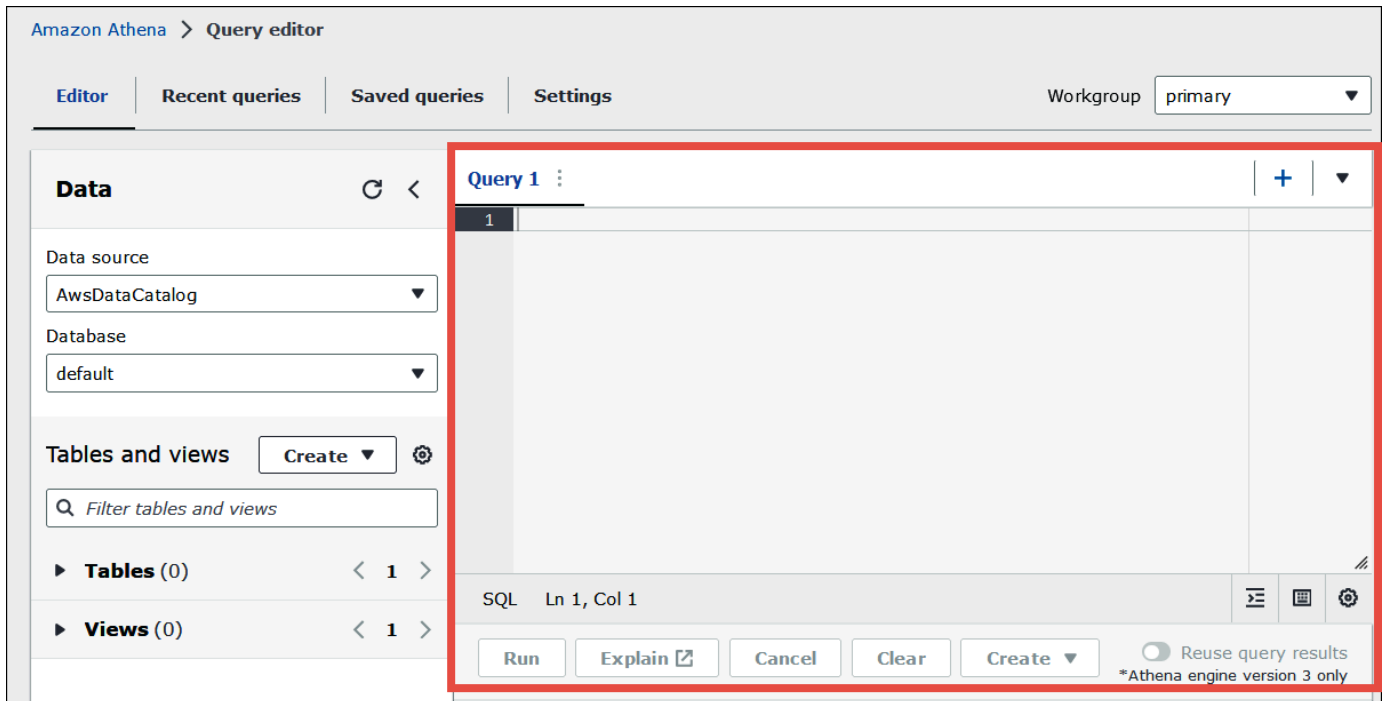 Amazon Athena > Query editor
Editor Recent queries Saved queries Settings Workgroup primary
Data
Data source
AwsDataCatalog
Database
default
Tables and views Create
Filter tables and views
Tables (0) < 1 >
Views (0) < 1 >
Query 1
1
SQL Ln 1, Col 1
Run Explain Cancel Clear Create Reuse query results
*Athena engine version 3 only